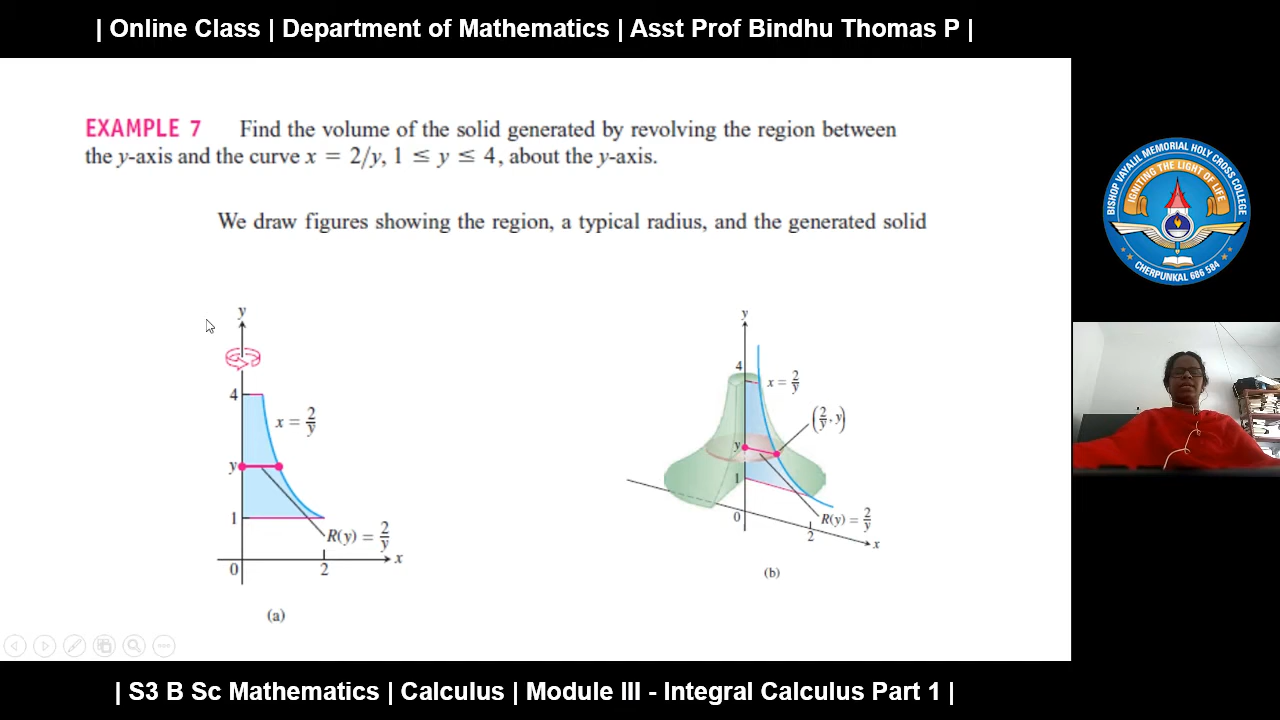 | Online Class | Department of Mathematics | Asst Prof Bindhu Thomas P |
EXAMPLE 7 Find the volume of the solid generated by revolving the region between
the y-axis and the curve x = 2/y, 1 ≤ y ≤ 4, about the y-axis.
We draw figures showing the region, a typical radius, and the generated solid
y
4
x = 2/y
y
1
R(y) = 2/y
x
0
2
(a)
y
4
x = 2/y
(2/y, y)
y
1
0
R(y) = 2/y
2
x
(b)
BISHOP VAYALIL MEMORIAL HOLY CROSS COLLEGE
IGNITING THE LIGHT OF LIFE
CHERPUNKAL 686 584
| S3 B Sc Mathematics | Calculus | Module III - Integral Calculus Part 1 |